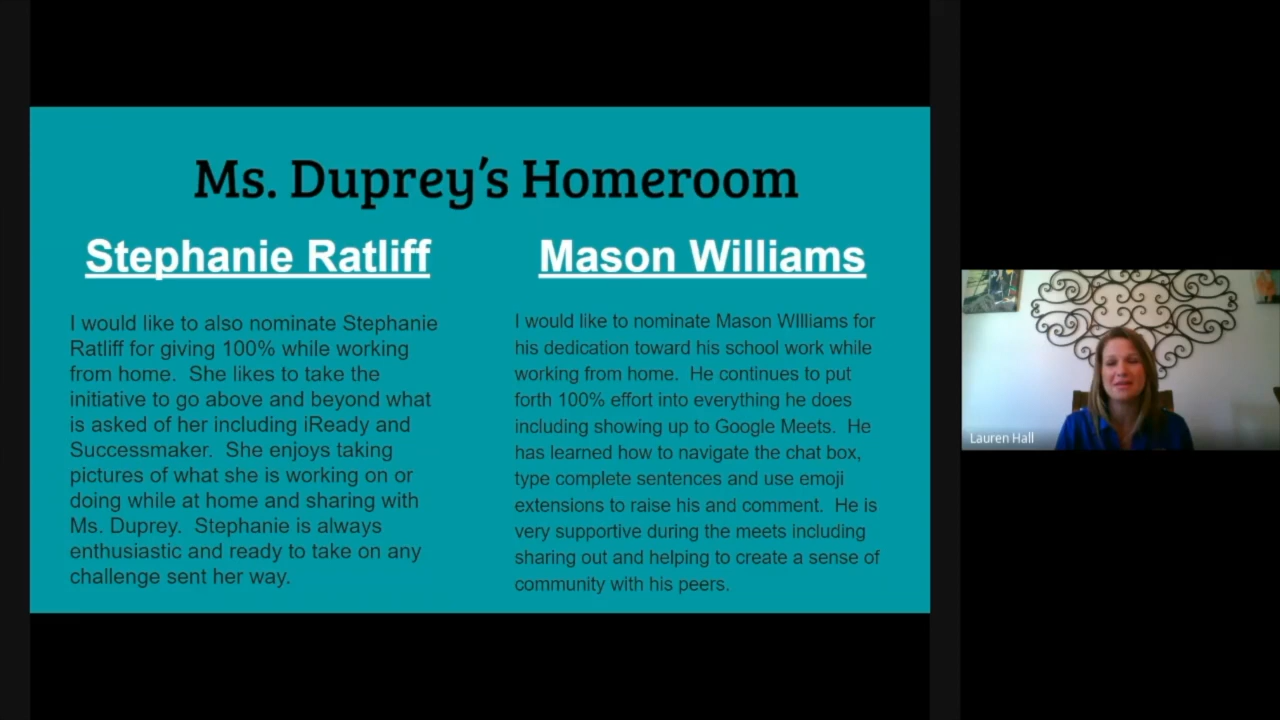 Ms. Duprey's Homeroom
Stephanie Ratliff
I would like to also nominate Stephanie
Ratliff for giving 100% while working
from home.  She likes to take the
initiative to go above and beyond what
is asked of her including iReady and
Successmaker.  She enjoys taking
pictures of what she is working on or
doing while at home and sharing with
Ms. Duprey.  Stephanie is always
enthusiastic and ready to take on any
challenge sent her way.
Mason Williams
I would like to nominate Mason WIlliams for
his dedication toward his school work while
working from home.  He continues to put
forth 100% effort into everything he does
including showing up to Google Meets.  He
has learned how to navigate the chat box,
type complete sentences and use emoji
extensions to raise his and comment.  He is
very supportive during the meets including
sharing out and helping to create a sense of
community with his peers.
Lauren Hall